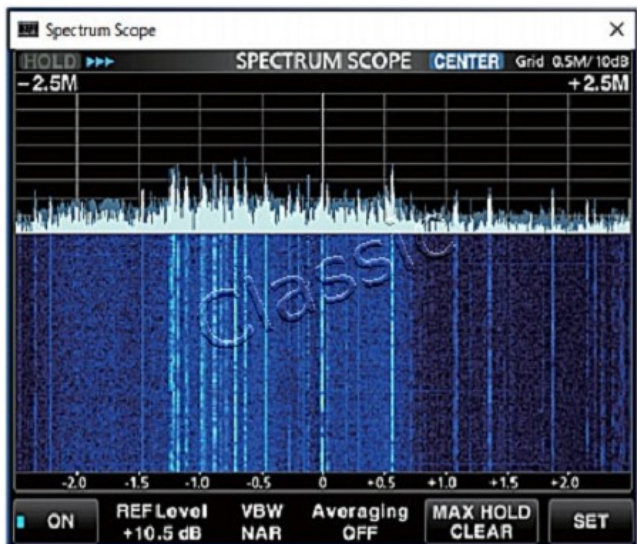 Spectrum Scope
HOLD SPECTRUM SCOPE CENTER Grid 0.5M/10dB
-2.5M +2.5M
Classic
-2.0 -1.5 -1.0 -0.5 0 +0.5 +1.0 +1.5 +2.0
ON REF Level +10.5 dB VBW NAR Averaging OFF MAX HOLD CLEAR SET